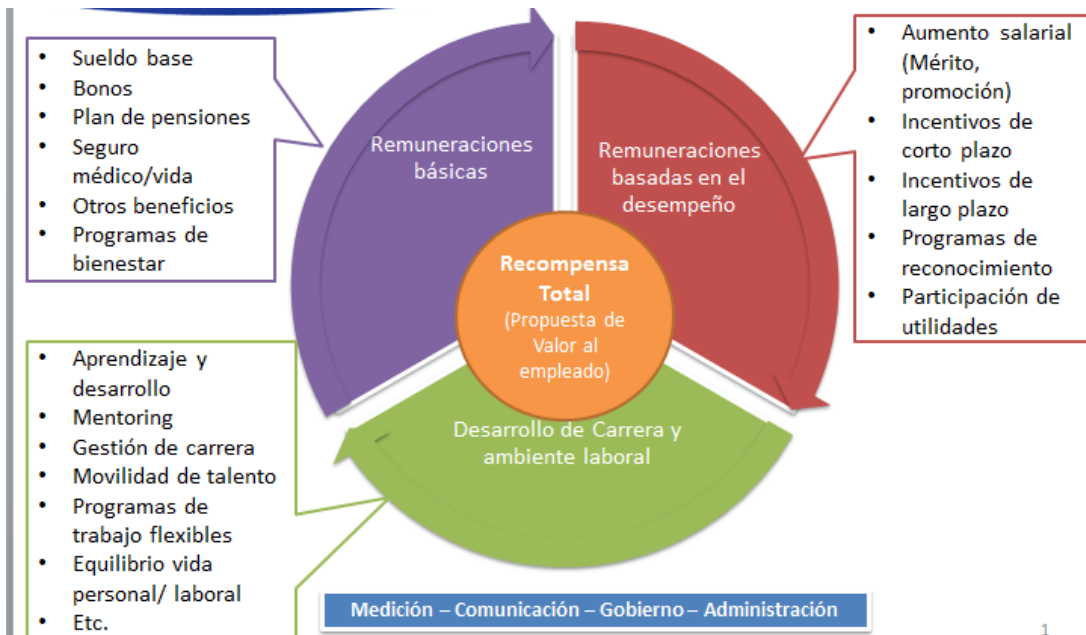 • Sueldo base
• Bonos
• Plan de pensiones
• Seguro
médico/vida
• Otros beneficios
• Programas de
bienestar
Remuneraciones
básicas
Remuneraciones
basadas en el
desempeño
• Aumento salarial
(Mérito,
promoción)
• Incentivos de
corto plazo
• Incentivos de
largo plazo
• Programas de
reconocimiento
• Participación de
utilidades
Recompensa
Total
(Propuesta de
Valor al
empleado)
• Aprendizaje y
desarrollo
• Mentoring
• Gestión de carrera
• Movilidad de talento
• Programas de
trabajo flexibles
• Equilibrio vida
personal/ laboral
• Etc.
Desarrollo de Carrera y
ambiente laboral
Medición – Comunicación – Gobierno – Administración
1